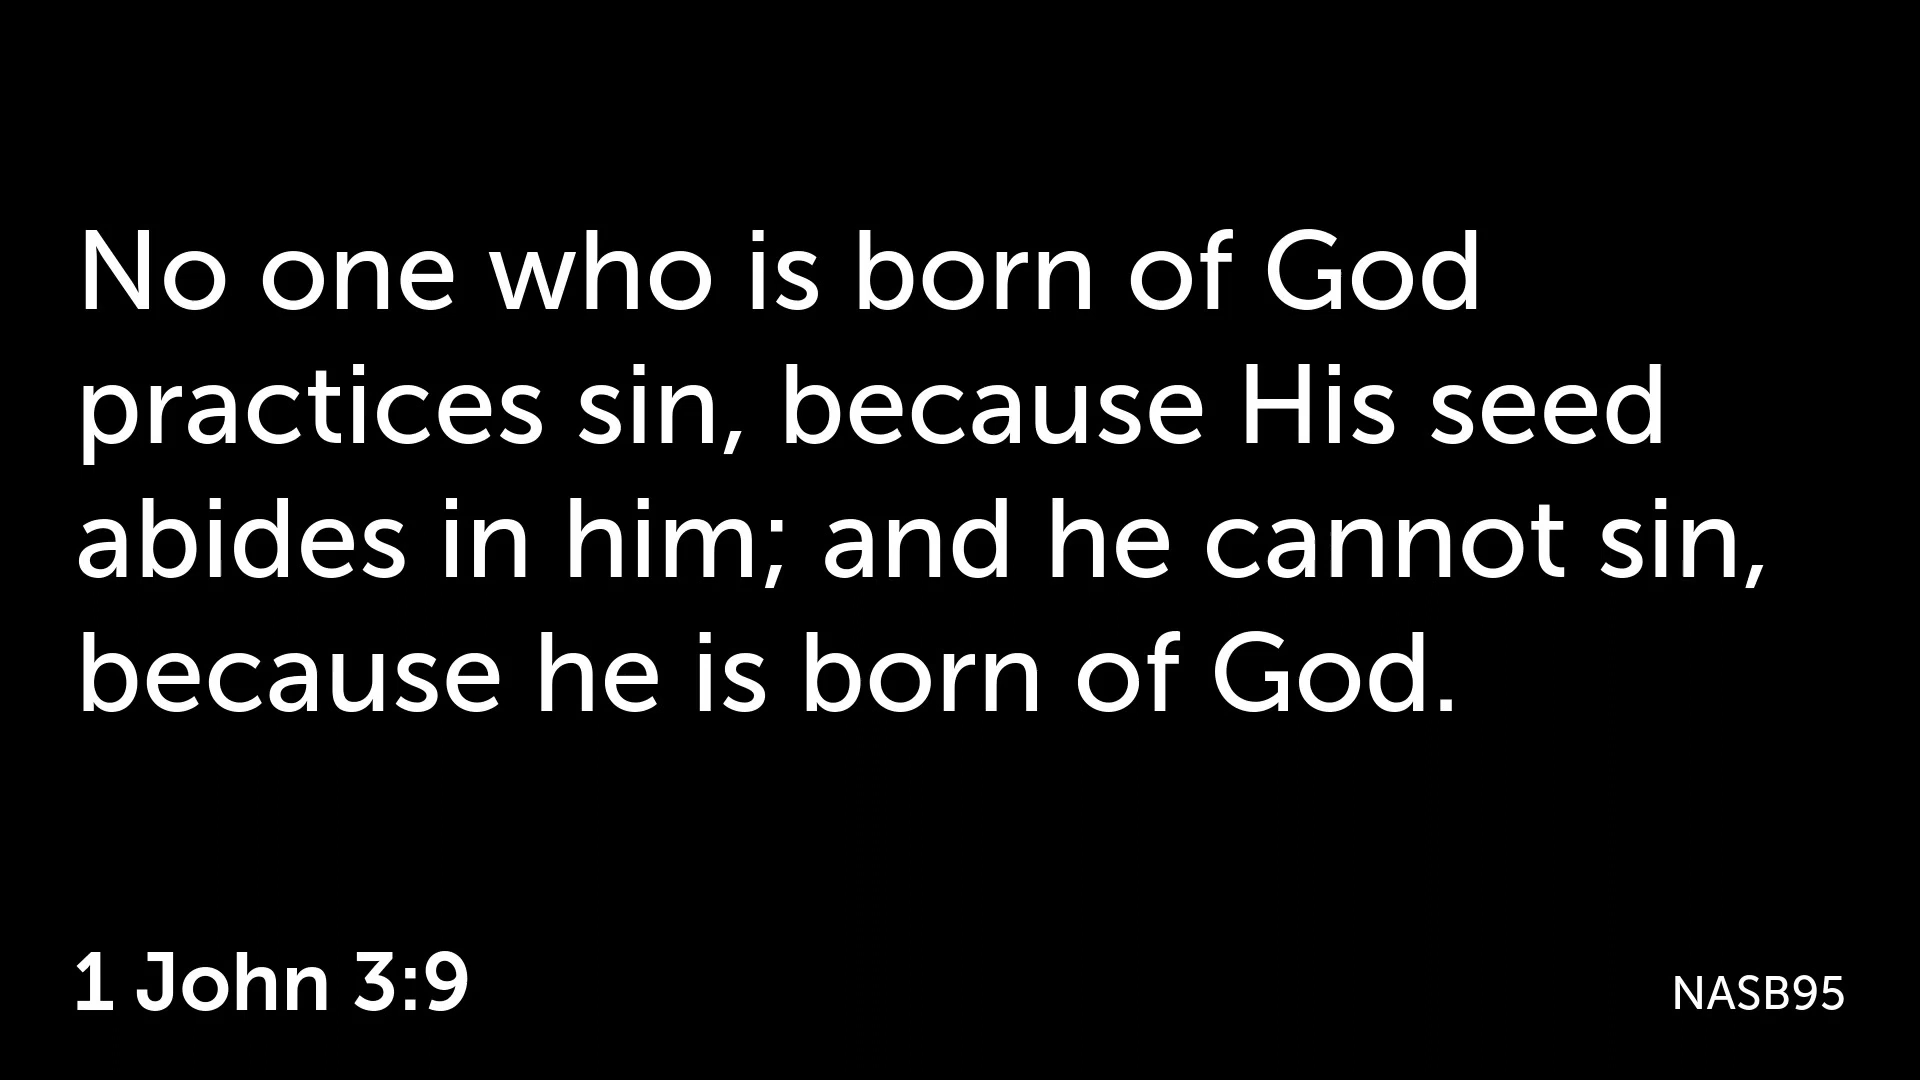 No one who is born of God
practices sin, because His seed
abides in him; and he cannot sin,
because he is born of God.
1 John 3:9
NASB95